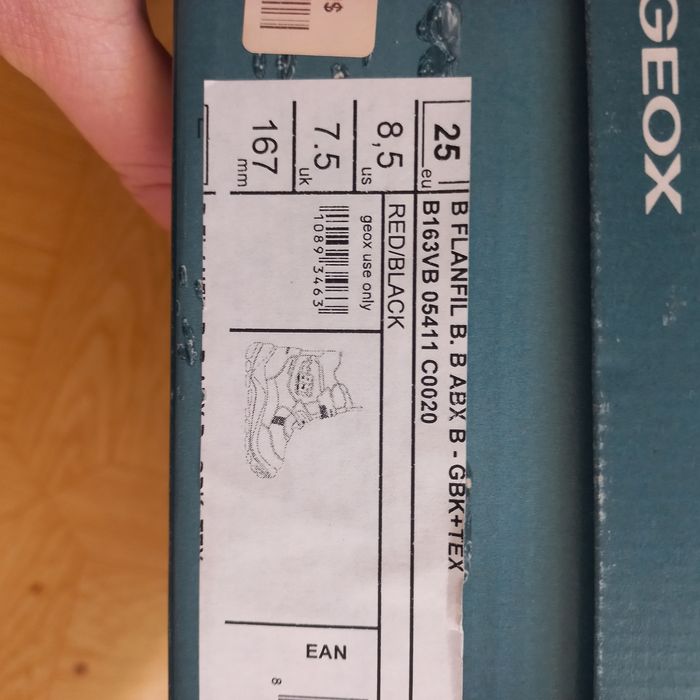 GEOX
$
B FLANFIL B. B ABX B - GBK+TEX
25 eu
B163VB 05411 C0020
8,5 us
RED/BLACK
7.5 uk
167 mm
geox use only
1089 3463
EAN
8